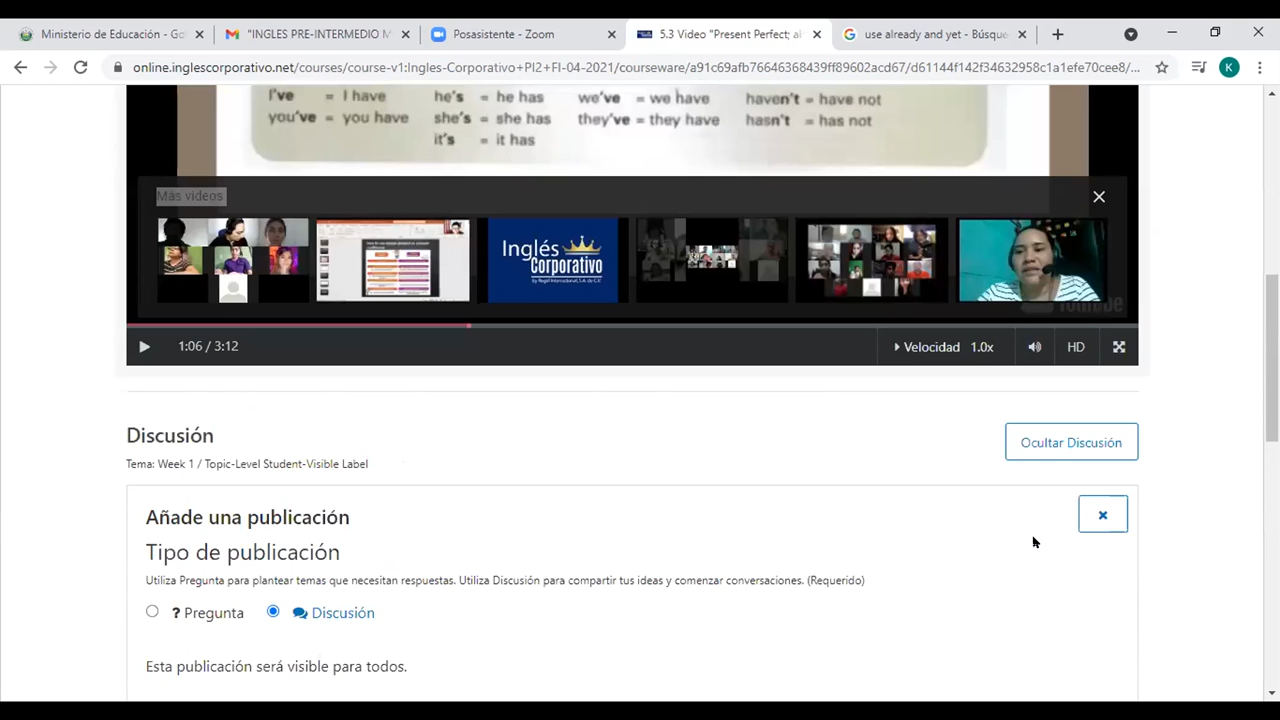 Ministerio de Educación - Go
"INGLES PRE-INTERMEDIO M
Posasistente - Zoom
5.3 Video "Present Perfect; al
use already and yet - Búsque
online.inglescorporativo.net/courses/course-v1:Ingles-Corporativo+PI2+FI-04-2021/courseware/a91c69afb76646368439ff89602acd67/d61144f142f34632958c1a1efe70cee8/...
K
I've = I have he's = he has we've = we have haven't = have not
you've = you have she's = she has they've = they have hasn't = has not
it's = it has
Más videos
Inglés
Corporativo
YouTube
1:06 / 3:12
Velocidad 1.0x
HD
Discusión
Ocultar Discusión
Tema: Week 1 / Topic-Level Student-Visible Label
Añade una publicación
Tipo de publicación
Utiliza Pregunta para plantear temas que necesitan respuestas. Utiliza Discusión para compartir tus ideas y comenzar conversaciones. (Requerido)
? Pregunta
Discusión
Esta publicación será visible para todos.